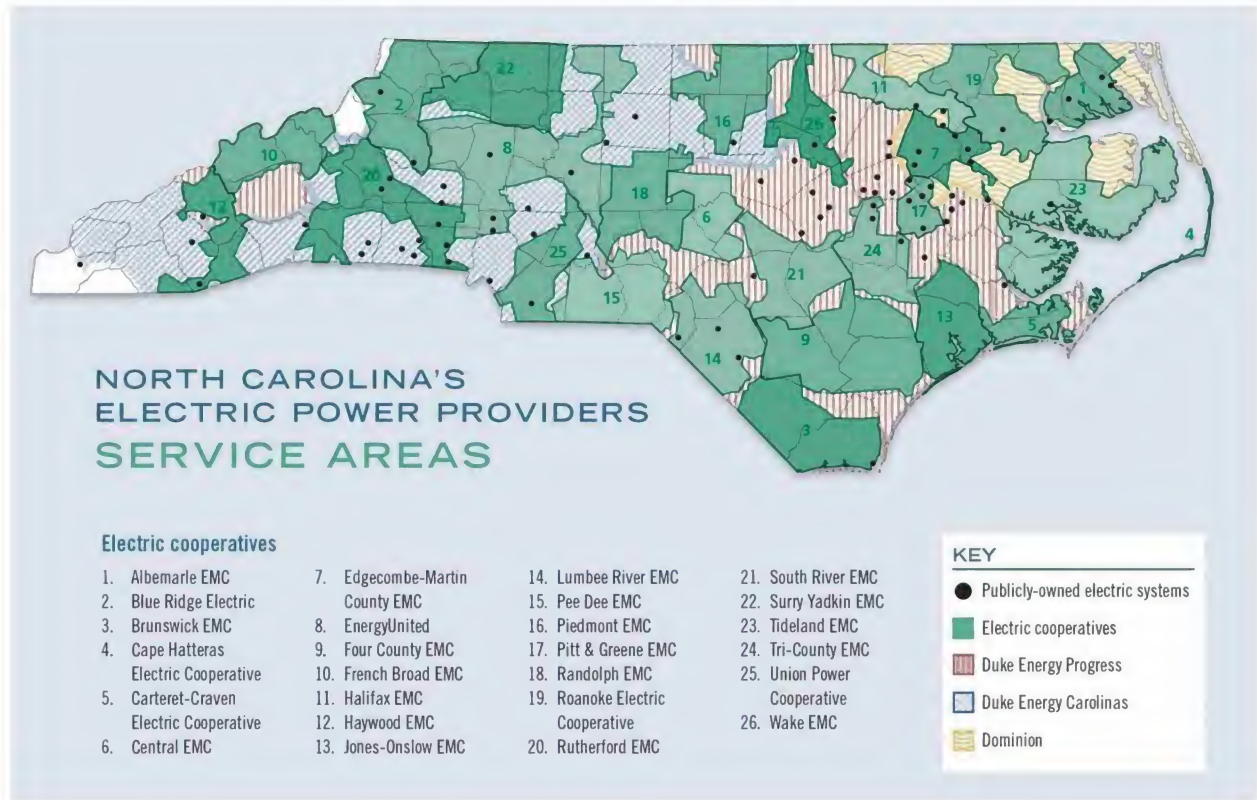 22
2
8
10
20
12
16
26
11
19
1
7
23
4
18
6
17
24
25
15
21
13
5
14
9
3
NORTH CAROLINA'S
ELECTRIC POWER PROVIDERS
SERVICE AREAS
Electric cooperatives
1. Albemarle EMC
2. Blue Ridge Electric
3. Brunswick EMC
4. Cape Hatteras
Electric Cooperative
5. Carteret-Craven
Electric Cooperative
6. Central EMC
7. Edgecombe-Martin
County EMC
8. EnergyUnited
9. Four County EMC
10. French Broad EMC
11. Halifax EMC
12. Haywood EMC
13. Jones-Onslow EMC
14. Lumbee River EMC
15. Pee Dee EMC
16. Piedmont EMC
17. Pitt & Greene EMC
18. Randolph EMC
19. Roanoke Electric
Cooperative
20. Rutherford EMC
21. South River EMC
22. Surry Yadkin EMC
23. Tideland EMC
24. Tri-County EMC
25. Union Power
Cooperative
26. Wake EMC
KEY
Publicly-owned electric systems
Electric cooperatives
Duke Energy Progress
Duke Energy Carolinas
Dominion